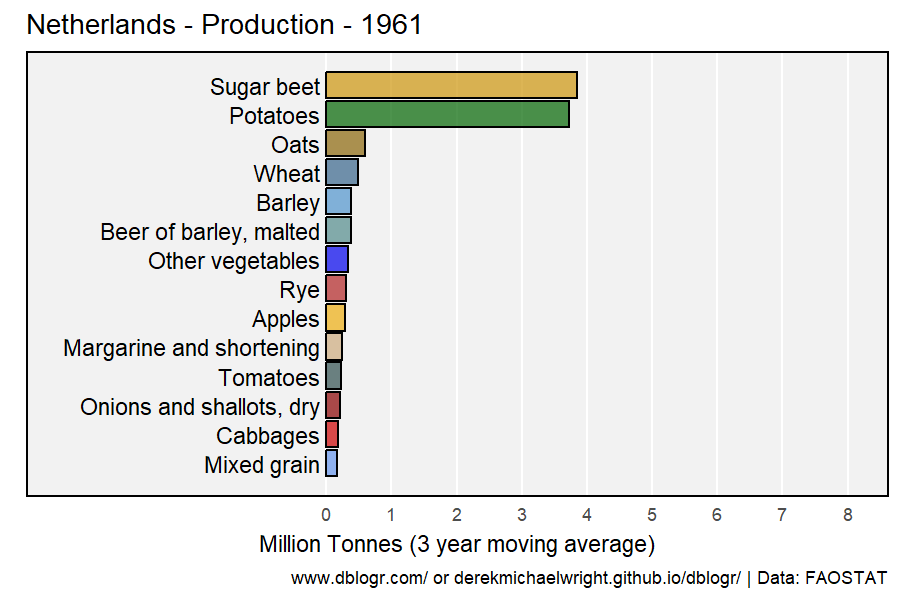 Netherlands - Production - 1961
Sugar beet
Potatoes
Oats
Wheat
Barley
Beer of barley, malted
Other vegetables
Rye
Apples
Margarine and shortening
Tomatoes
Onions and shallots, dry
Cabbages
Mixed grain
0 1 2 3 4 5 6 7 8
Million Tonnes (3 year moving average)
www.dblogr.com/ or derekmichaelwright.github.io/dblogr/ | Data: FAOSTAT